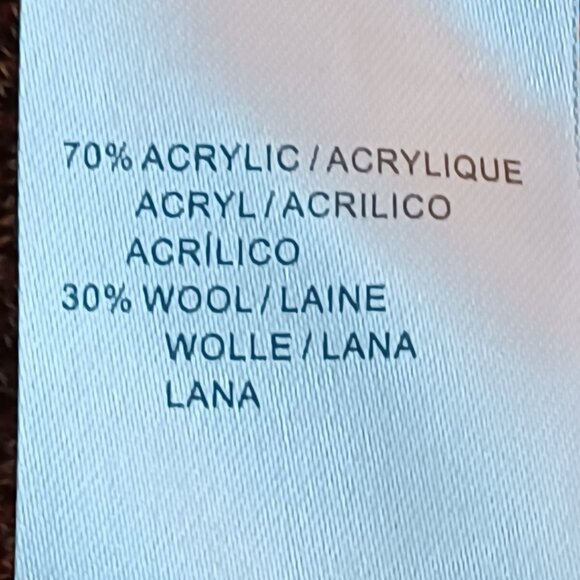 70% ACRYLIC / ACRYLIQUE
ACRYL / ACRILICO
ACRÍLICO
30% WOOL / LAINE
WOLLE / LANA
LANA